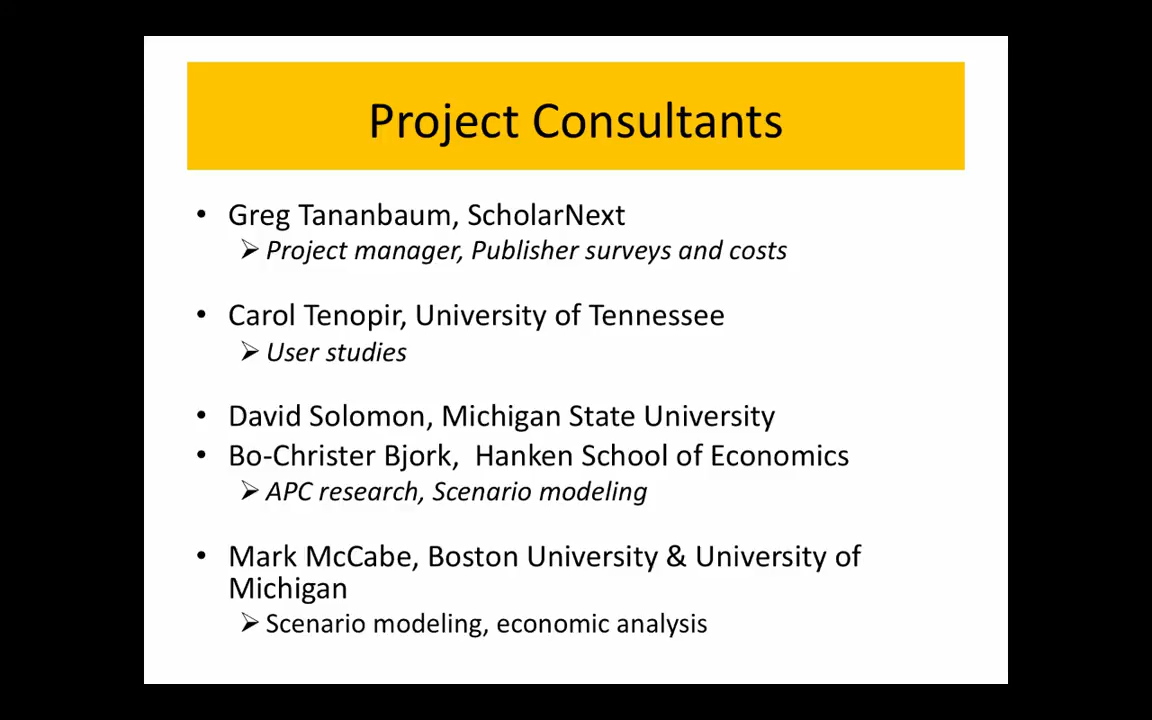 Project Consultants
• Greg Tananbaum, ScholarNext
➢ Project manager, Publisher surveys and costs
• Carol Tenopir, University of Tennessee
➢ User studies
• David Solomon, Michigan State University
• Bo-Christer Bjork,  Hanken School of Economics
➢ APC research, Scenario modeling
• Mark McCabe, Boston University & University of
Michigan
➢ Scenario modeling, economic analysis